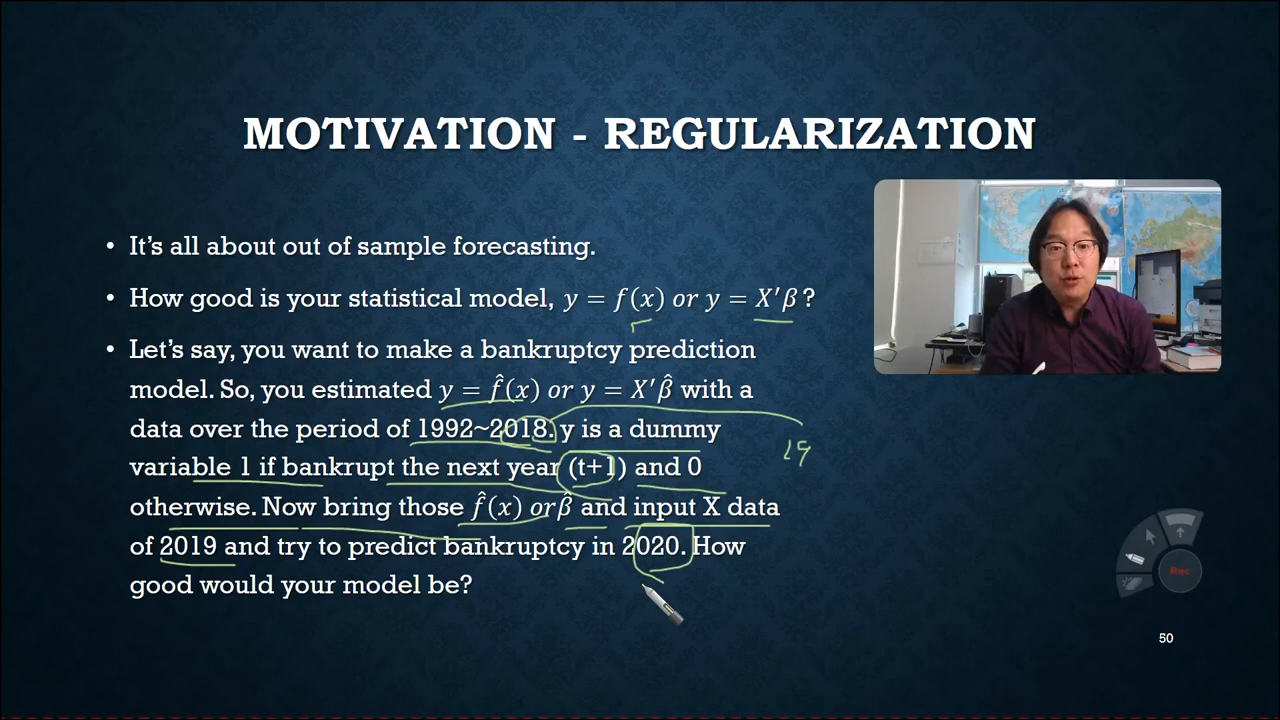 MOTIVATION - REGULARIZATION
• It's all about out of sample forecasting.
• How good is your statistical model, y = f(x) or y = X′β?
• Let's say, you want to make a bankruptcy prediction
model. So, you estimated y = f̂(x) or y = X′β̂ with a
data over the period of 1992~2018. y is a dummy
variable 1 if bankrupt the next year (t+1) and 0
otherwise. Now bring those f̂(x) or β̂ and input X data
of 2019 and try to predict bankruptcy in 2020. How
good would your model be?
19
Rec
50